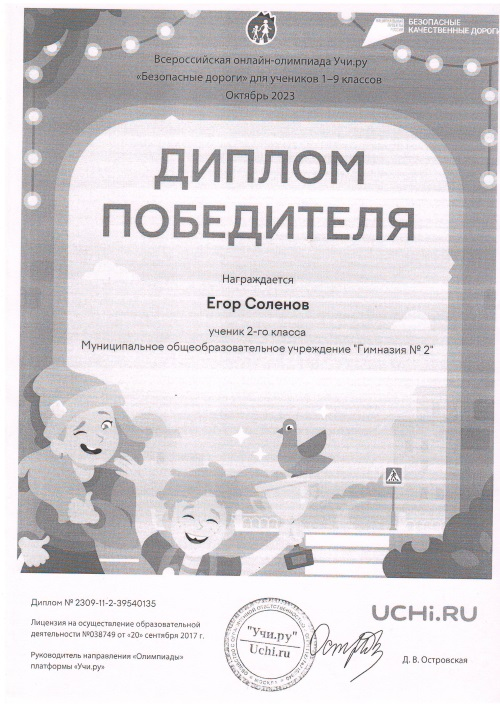 БЕЗОПАСНЫЕ
КАЧЕСТВЕННЫЕ ДОРОГИ
Всероссийская онлайн-олимпиада Учи.ру
«Безопасные дороги» для учеников 1–9 классов
Октябрь 2023
ДИПЛОМ
ПОБЕДИТЕЛЯ
Награждается
Егор Соленов
ученик 2-го класса
Муниципальное общеобразовательное учреждение "Гимназия № 2"
Диплом № 2309-11-2-39540135
Лицензия на осуществление образовательной
деятельности №038749 от «20» сентября 2017 г.
Руководитель направления «Олимпиады»
платформы «Учи.ру»
"Учи.ру"
Uchi.ru
UCHi.RU
Д. В. Островская